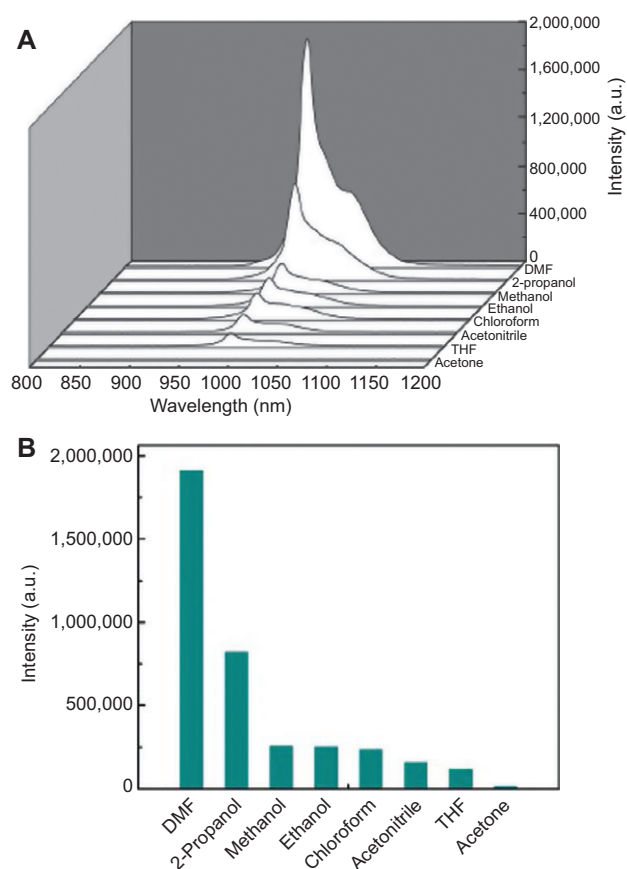 A
2,000,000
1,600,000
1,200,000
800,000
400,000
0
Intensity (a.u.)
DMF
2-propanol
Methanol
Ethanol
Chloroform
Acetonitrile
THF
Acetone
800 850 900 950 1000 1050 1100 1150 1200
Wavelength (nm)
B
2,000,000
1,500,000
1,000,000
500,000
0
Intensity (a.u.)
DMF
2-Propanol
Methanol
Ethanol
Chloroform
Acetonitrile
THF
Acetone